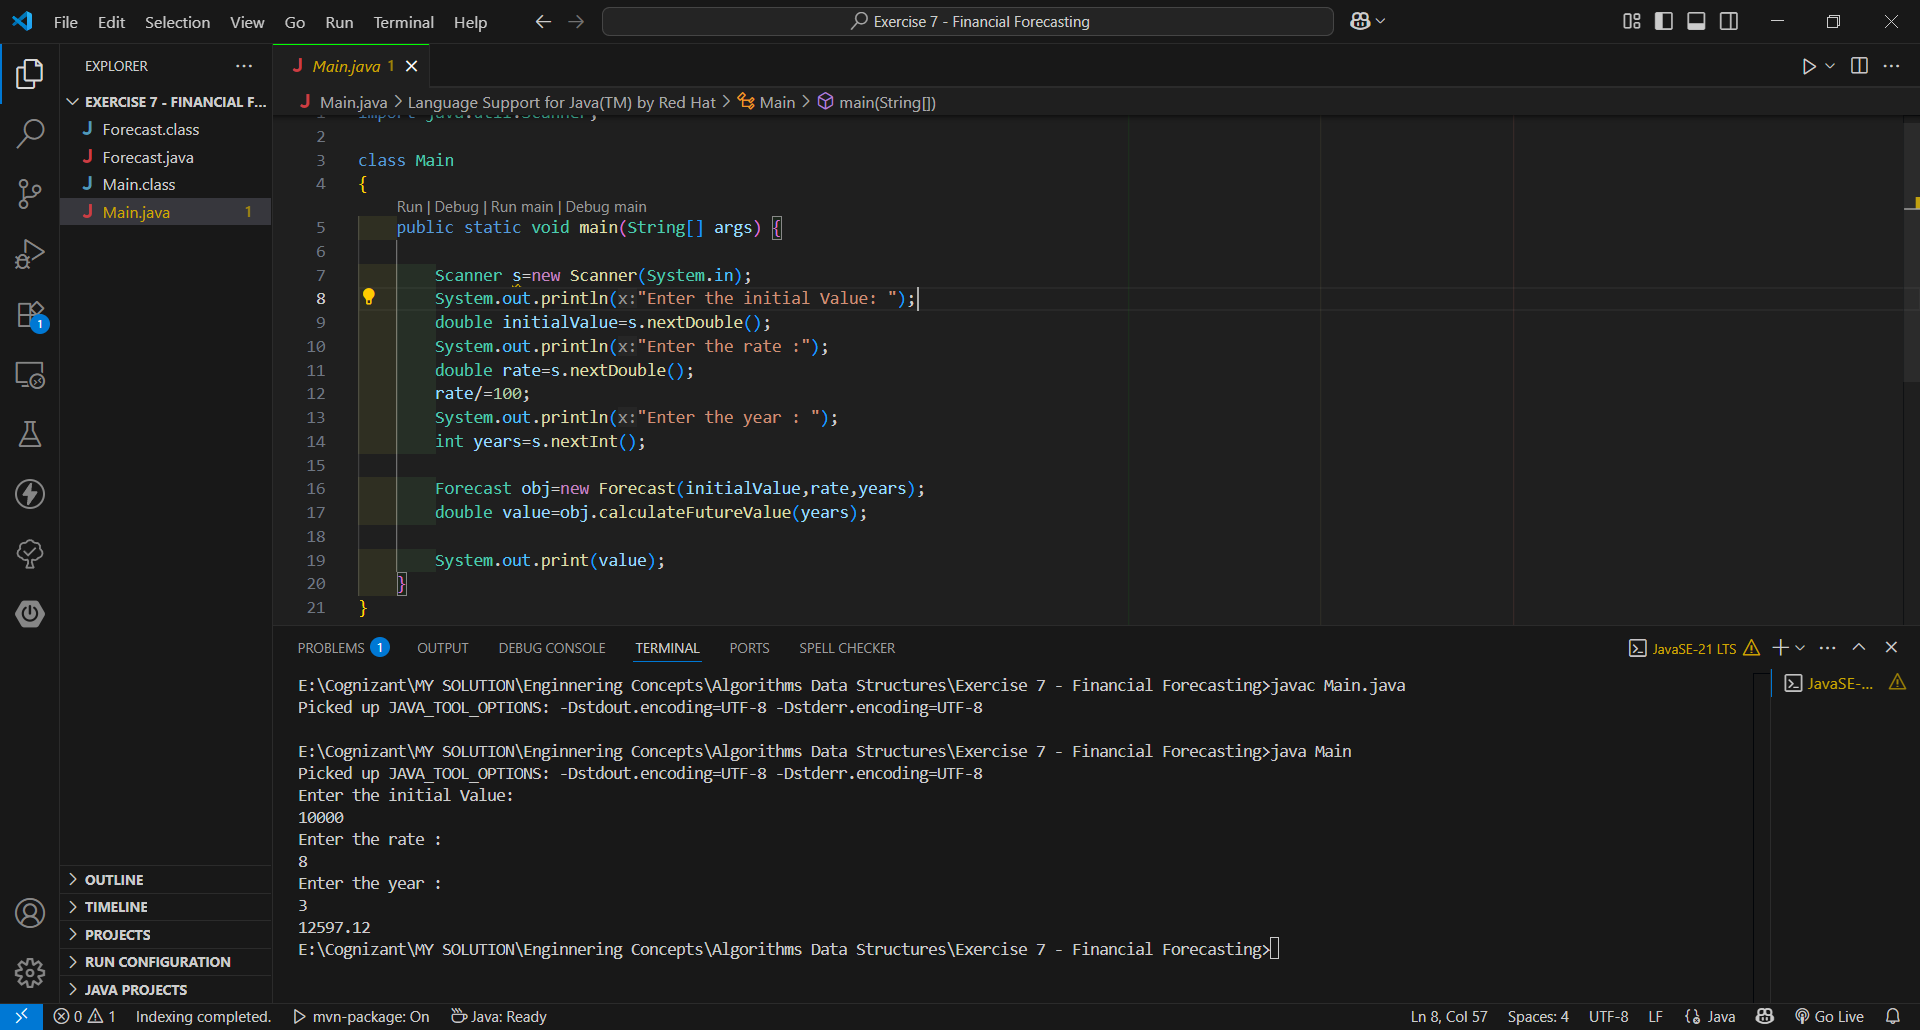 File Edit Selection View Go Run Terminal Help
Exercise 7 - Financial Forecasting
EXPLORER
EXERCISE 7 - FINANCIAL F...
Forecast.class
Forecast.java
Main.class
Main.java 1
1
OUTLINE
TIMELINE
PROJECTS
RUN CONFIGURATION
JAVA PROJECTS
Main.java 1
Main.java > Language Support for Java(TM) by Red Hat > Main > main(String[])
1 import java.util.Scanner;
2
3 class Main
4 {
Run | Debug | Run main | Debug main
5 public static void main(String[] args) {
6
7 Scanner s=new Scanner(System.in);
8 System.out.println(x:"Enter the initial Value: ");
9 double initialValue=s.nextDouble();
10 System.out.println(x:"Enter the rate :");
11 double rate=s.nextDouble();
12 rate/=100;
13 System.out.println(x:"Enter the year : ");
14 int years=s.nextInt();
15
16 Forecast obj=new Forecast(initialValue,rate,years);
17 double value=obj.calculateFutureValue(years);
18
19 System.out.print(value);
20 }
21 }
PROBLEMS 1 OUTPUT DEBUG CONSOLE TERMINAL PORTS SPELL CHECKER
JavaSE-21 LTS
JavaSE-...
E:\Cognizant\MY SOLUTION\Enginnering Concepts\Algorithms Data Structures\Exercise 7 - Financial Forecasting>javac Main.java
Picked up JAVA_TOOL_OPTIONS: -Dstdout.encoding=UTF-8 -Dstderr.encoding=UTF-8
E:\Cognizant\MY SOLUTION\Enginnering Concepts\Algorithms Data Structures\Exercise 7 - Financial Forecasting>java Main
Picked up JAVA_TOOL_OPTIONS: -Dstdout.encoding=UTF-8 -Dstderr.encoding=UTF-8
Enter the initial Value:
10000
Enter the rate :
8
Enter the year :
3
12597.12
E:\Cognizant\MY SOLUTION\Enginnering Concepts\Algorithms Data Structures\Exercise 7 - Financial Forecasting>
0 1 Indexing completed. mvn-package: On Java: Ready
Ln 8, Col 57 Spaces: 4 UTF-8 LF Java Go Live